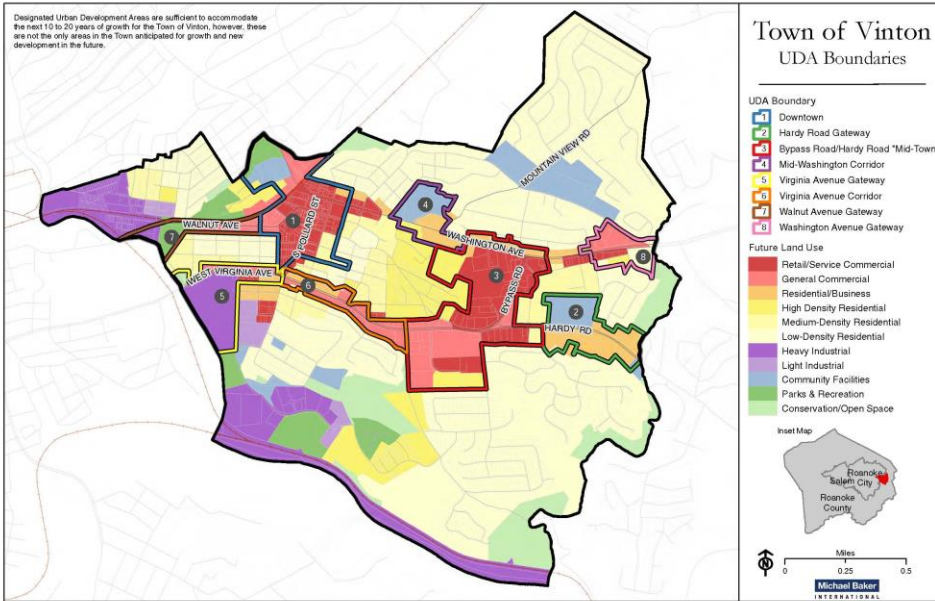 Designated Urban Development Areas are sufficient to accommodate
the next 10 to 20 years of growth for the Town of Vinton, however, these
are not the only areas in the Town anticipated for growth and new
development in the future.
Town of Vinton
UDA Boundaries
UDA Boundary
1 Downtown
2 Hardy Road Gateway
3 Bypass Road/Hardy Road "Mid-Town
4 Mid-Washington Corridor
5 Virginia Avenue Gateway
6 Virginia Avenue Corridor
7 Walnut Avenue Gateway
8 Washington Avenue Gateway
Future Land Use
Retail/Service Commercial
General Commercial
Residential/Business
High Density Residential
Medium-Density Residential
Low-Density Residential
Heavy Industrial
Light Industrial
Community Facilities
Parks & Recreation
Conservation/Open Space
Inset Map
Roanoke
Salem City
Roanoke
County
N
Miles
0 0.25 0.5
Michael Baker
INTERNATIONAL
MOUNTAIN VIEW RD
4
1
S POLLARD ST
WALNUT AVE
7
WASHINGTON AVE
8
3
BYPASS RD
WEST VIRGINIA AVE
6
5
2
HARDY RD